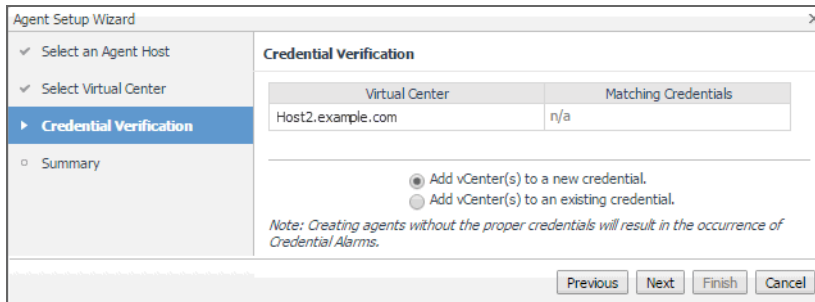 Agent Setup Wizard
Select an Agent Host
Select Virtual Center
Credential Verification
Summary
Credential Verification
Virtual Center Matching Credentials
Host2.example.com n/a
Add vCenter(s) to a new credential.
Add vCenter(s) to an existing credential.
Note: Creating agents without the proper credentials will result in the occurrence of
Credential Alarms.
Previous Next Finish Cancel